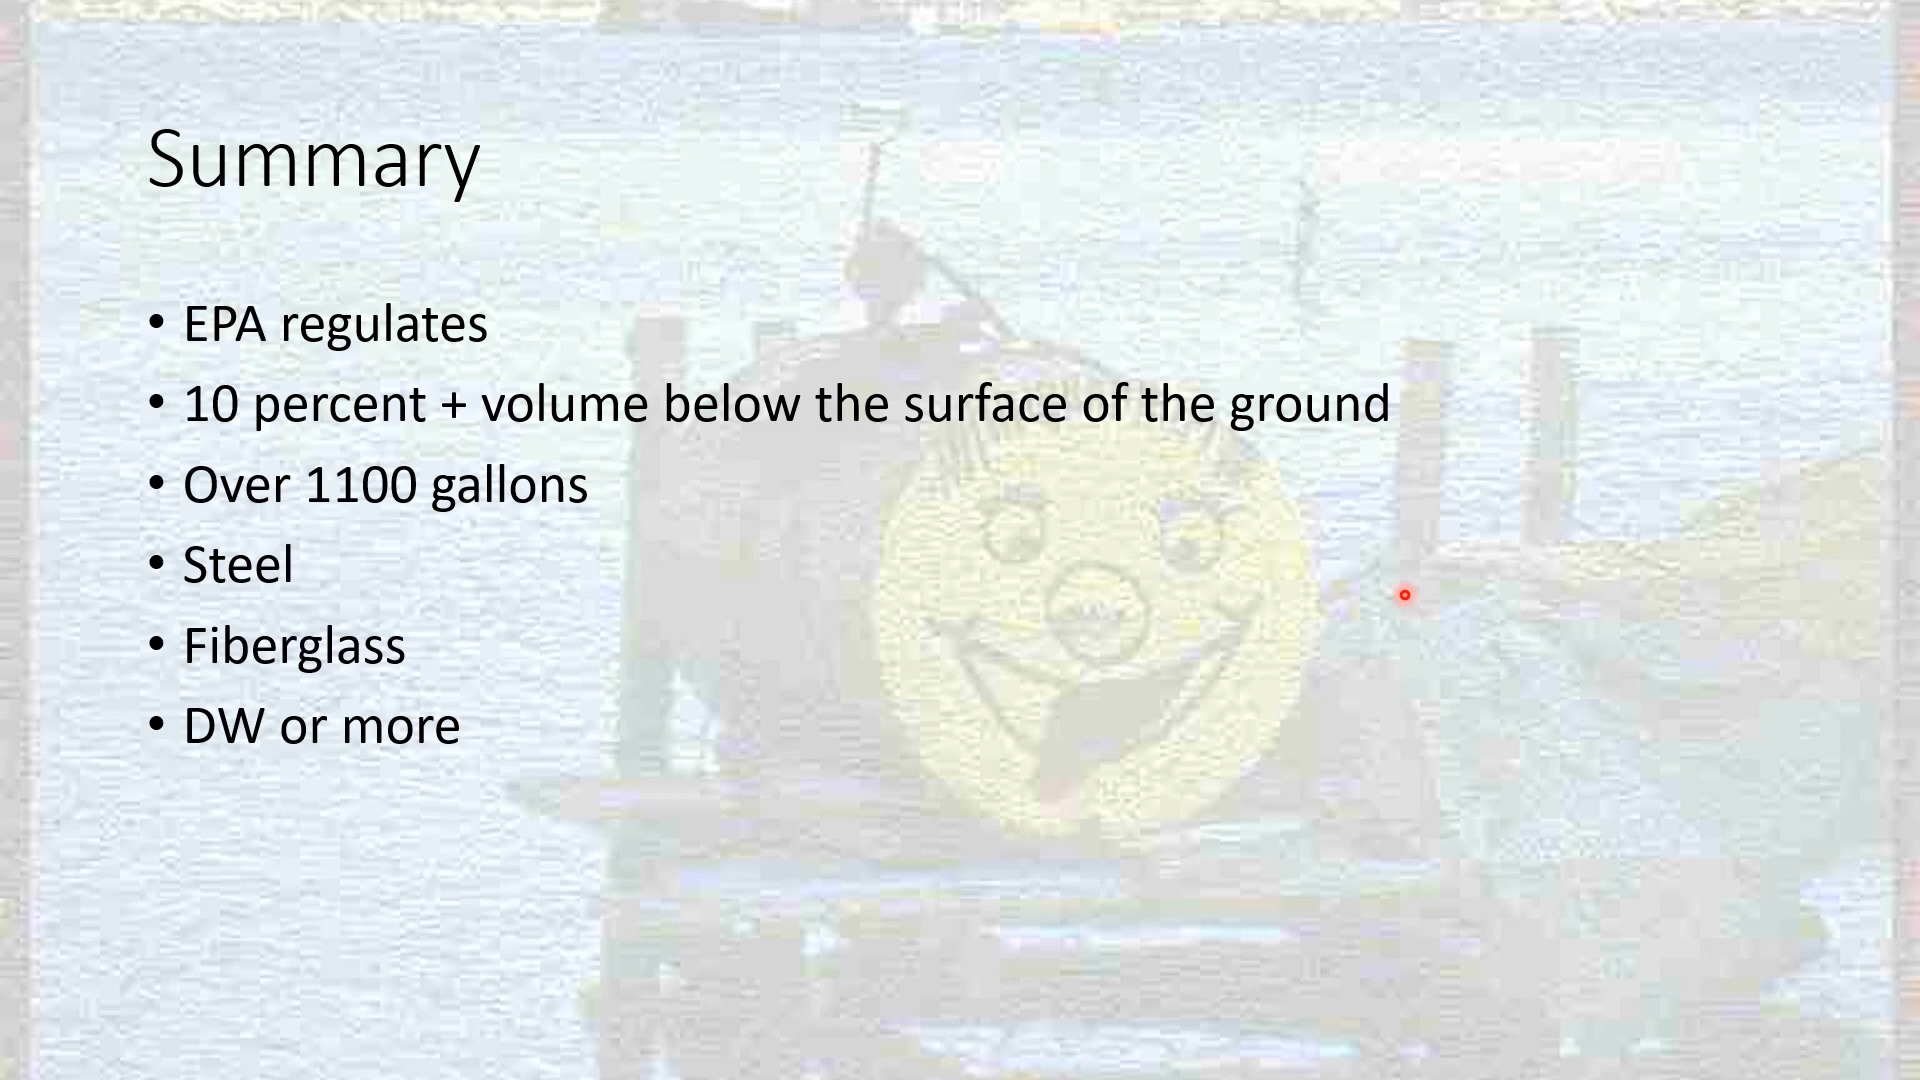 Summary
• EPA regulates
• 10 percent + volume below the surface of the ground
• Over 1100 gallons
• Steel
• Fiberglass
• DW or more